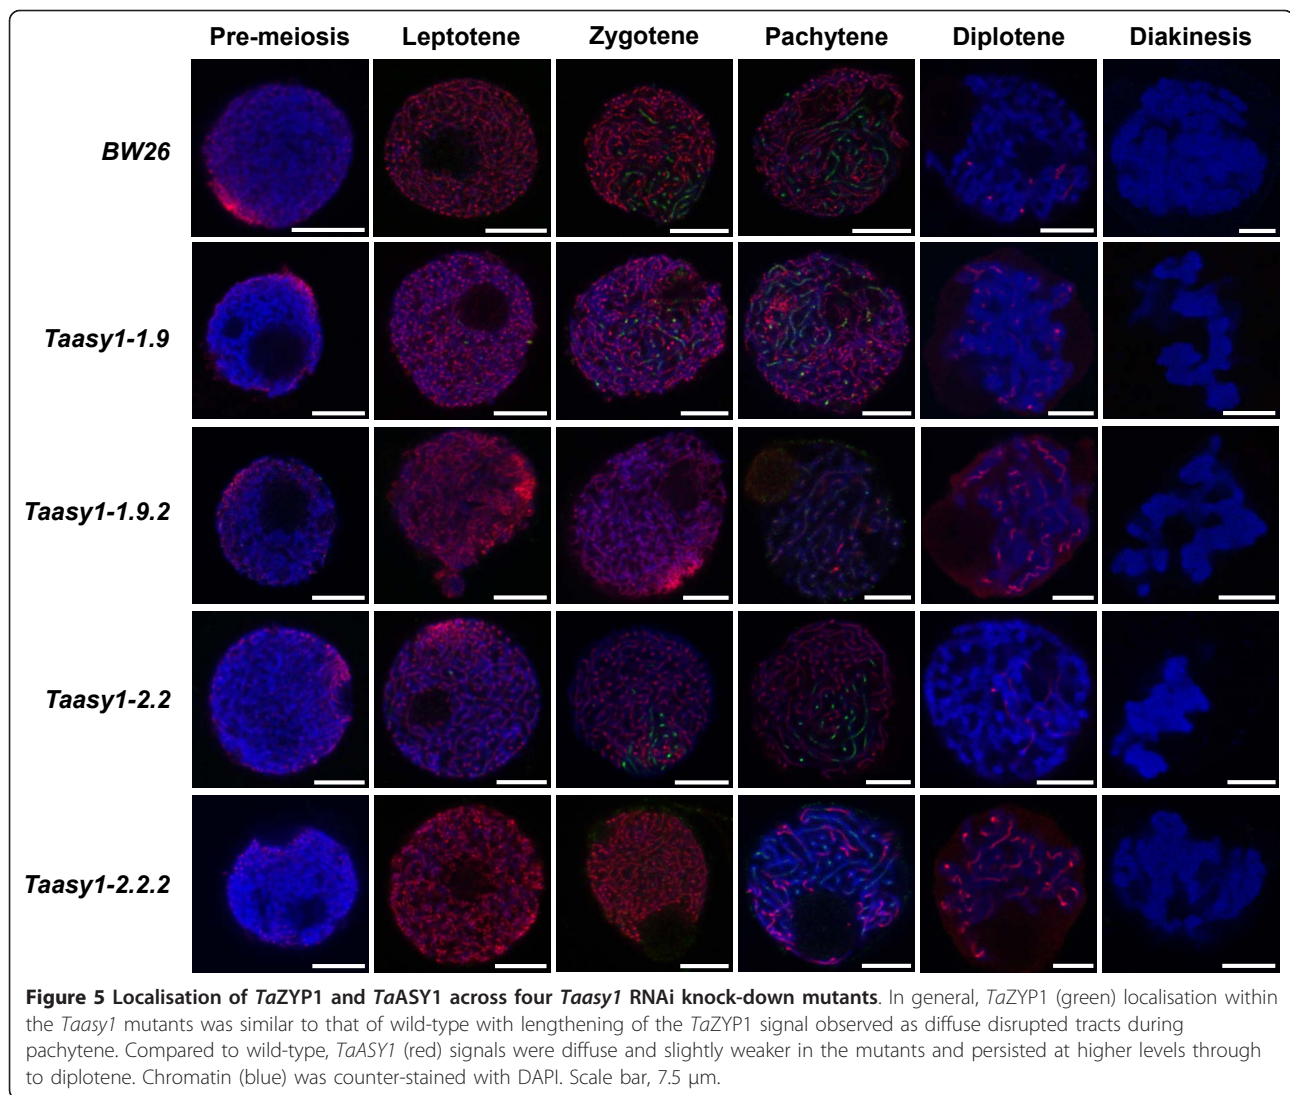 Pre-meiosis Leptotene Zygotene Pachytene Diplotene Diakinesis
BW26
Taasy1-1.9
Taasy1-1.9.2
Taasy1-2.2
Taasy1-2.2.2
Figure 5 Localisation of TaZYP1 and TaASY1 across four Taasy1 RNAi knock-down mutants. In general, TaZYP1 (green) localisation within
the Taasy1 mutants was similar to that of wild-type with lengthening of the TaZYP1 signal observed as diffuse disrupted tracts during
pachytene. Compared to wild-type, TaASY1 (red) signals were diffuse and slightly weaker in the mutants and persisted at higher levels through
to diplotene. Chromatin (blue) was counter-stained with DAPI. Scale bar, 7.5 μm.